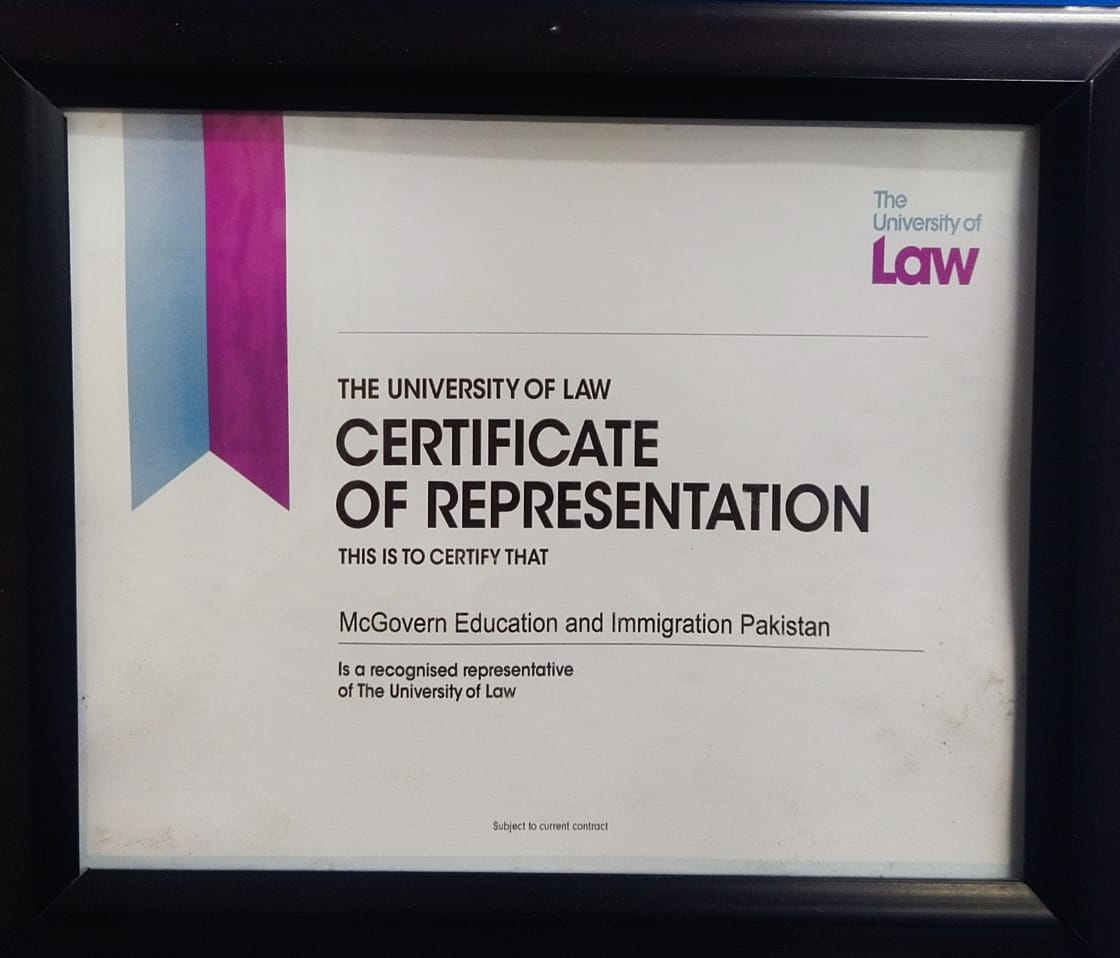 The
University of
Law
THE UNIVERSITY OF LAW
CERTIFICATE
OF REPRESENTATION
THIS IS TO CERTIFY THAT
McGovern Education and Immigration Pakistan
Is a recognised representative
of The University of Law
Subject to current contract